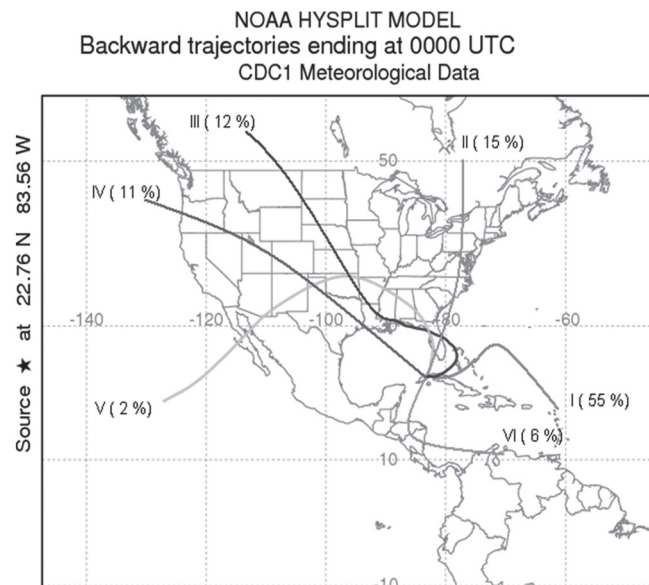 NOAA HYSPLIT MODEL
Backward trajectories ending at 0000 UTC
CDC1 Meteorological Data
Source ★ at 22.76 N 83.56 W
III ( 12 %)
II ( 15 %)
50
IV ( 11 %)
-140
-120
-100
-80
-60
V ( 2 %)
I ( 55 %)
VI ( 6 %)
10
-10